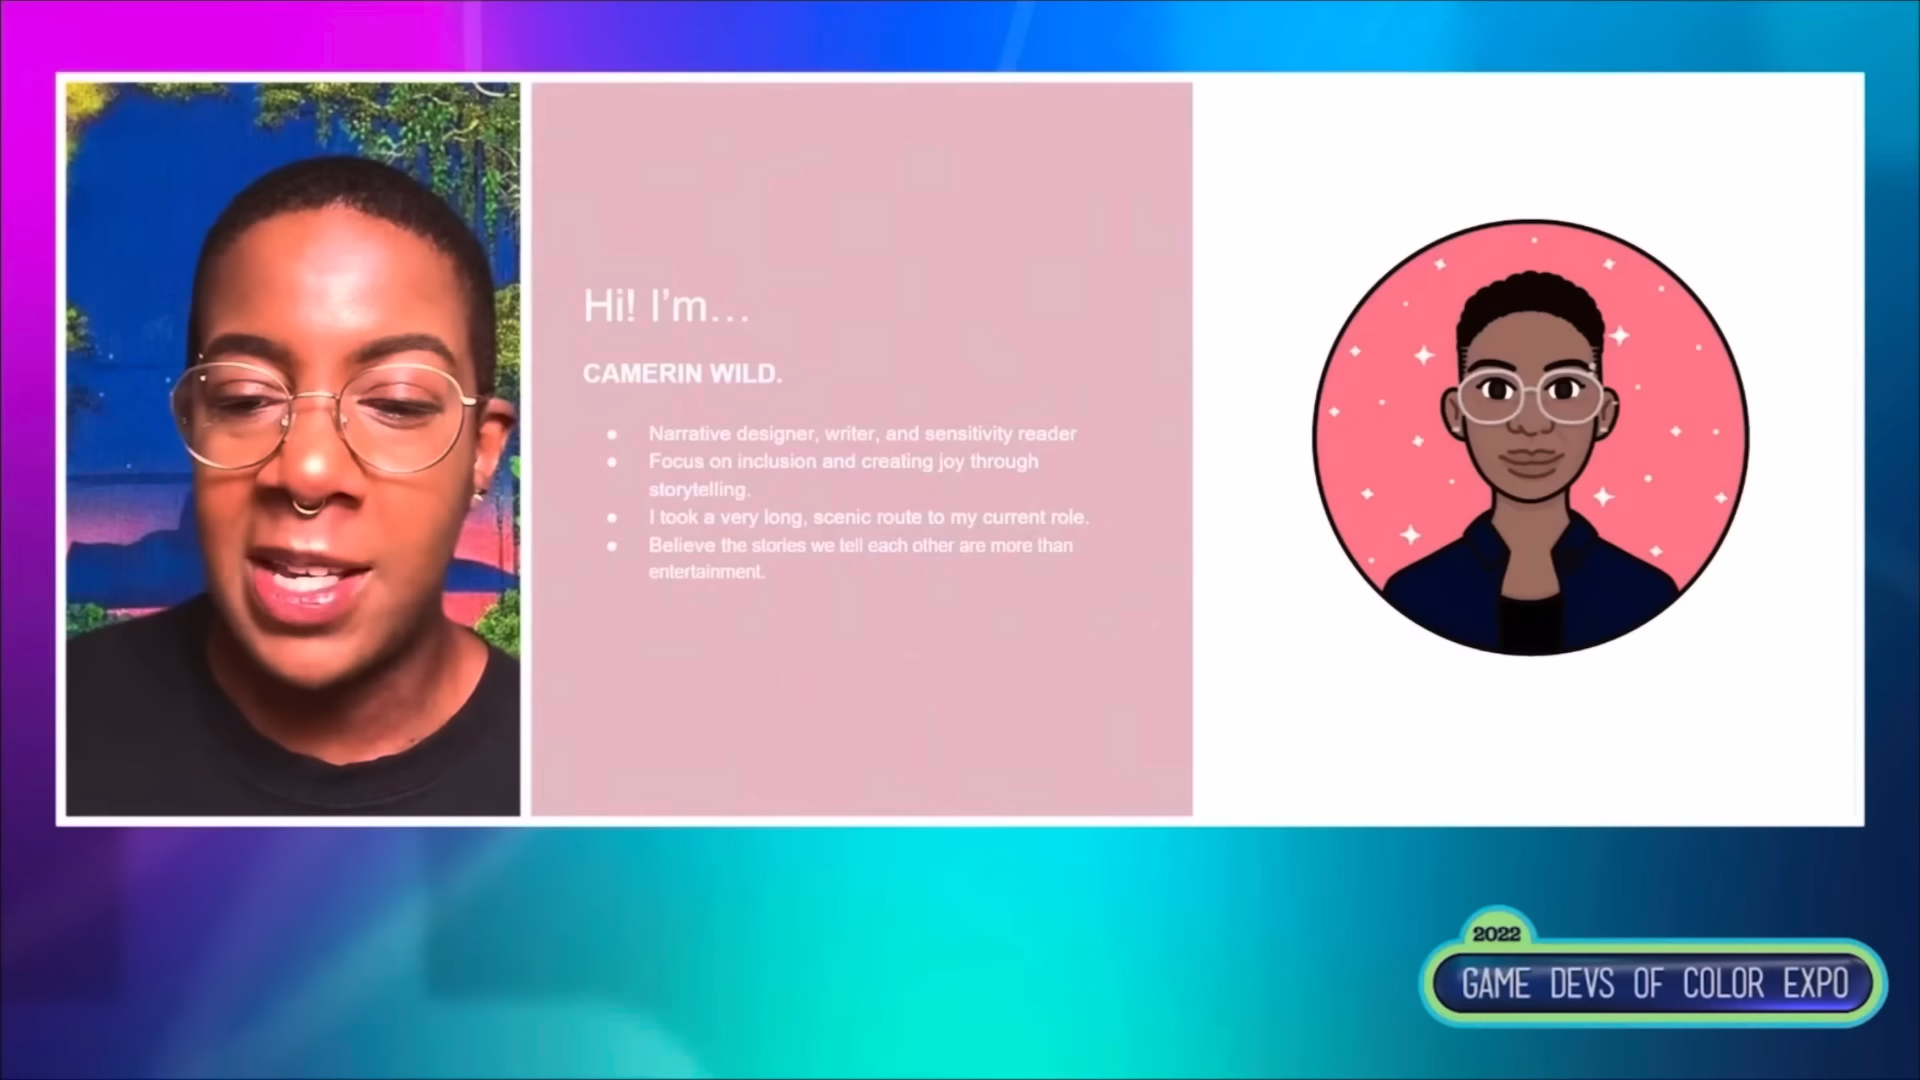 Hi! I'm...
CAMERIN WILD.
● Narrative designer, writer, and sensitivity reader
● Focus on inclusion and creating joy through
storytelling.
● I took a very long, scenic route to my current role.
● Believe the stories we tell each other are more than
entertainment.
2022
GAME DEVS OF COLOR EXPO